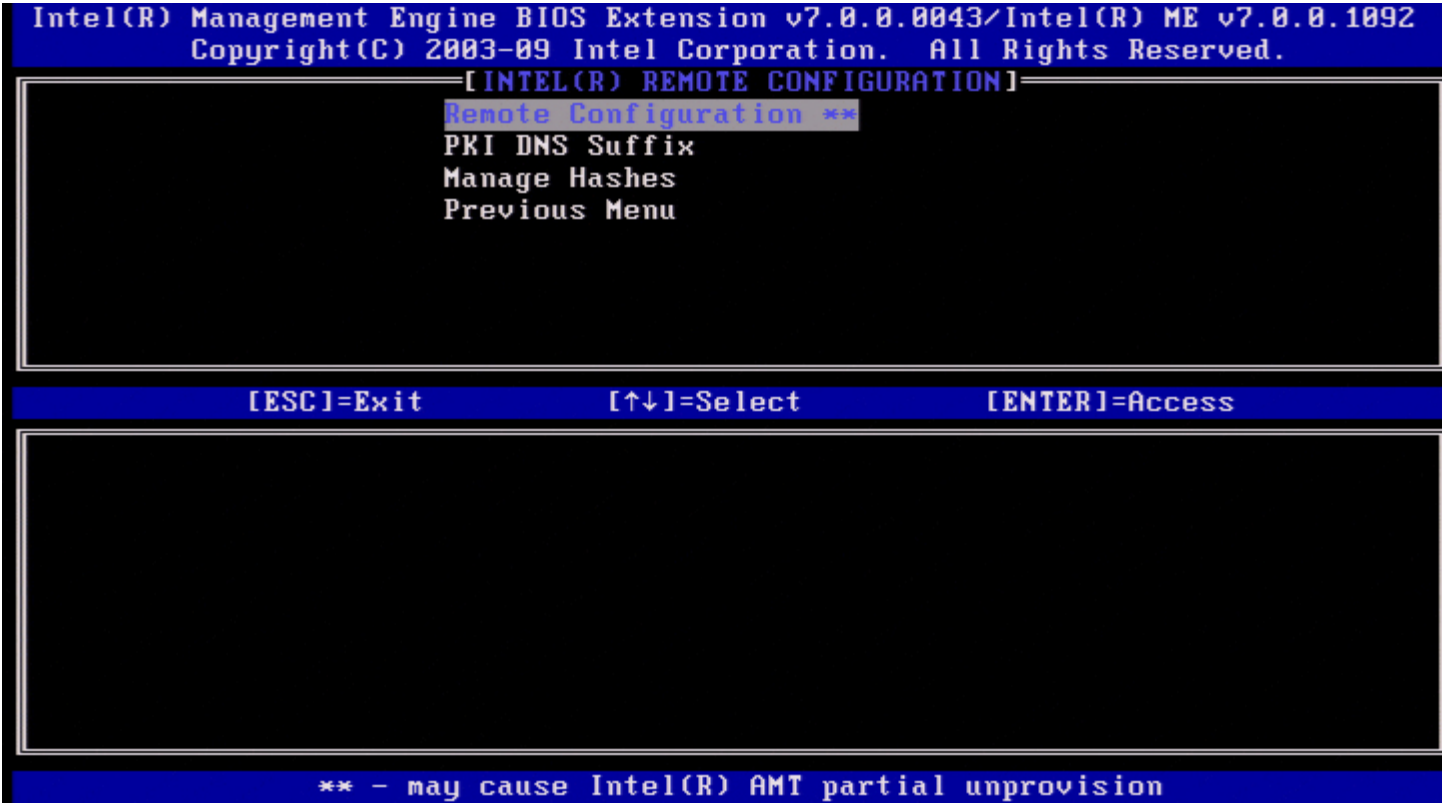 Intel(R) Management Engine BIOS Extension v7.0.0.0043/Intel(R) ME v7.0.0.1092
Copyright(C) 2003-09 Intel Corporation.  All Rights Reserved.
[INTEL(R) REMOTE CONFIGURATION]
Remote Configuration **
PKI DNS Suffix
Manage Hashes
Previous Menu
[ESC]=Exit [↑↓]=Select [ENTER]=Access
** - may cause Intel(R) AMT partial unprovision